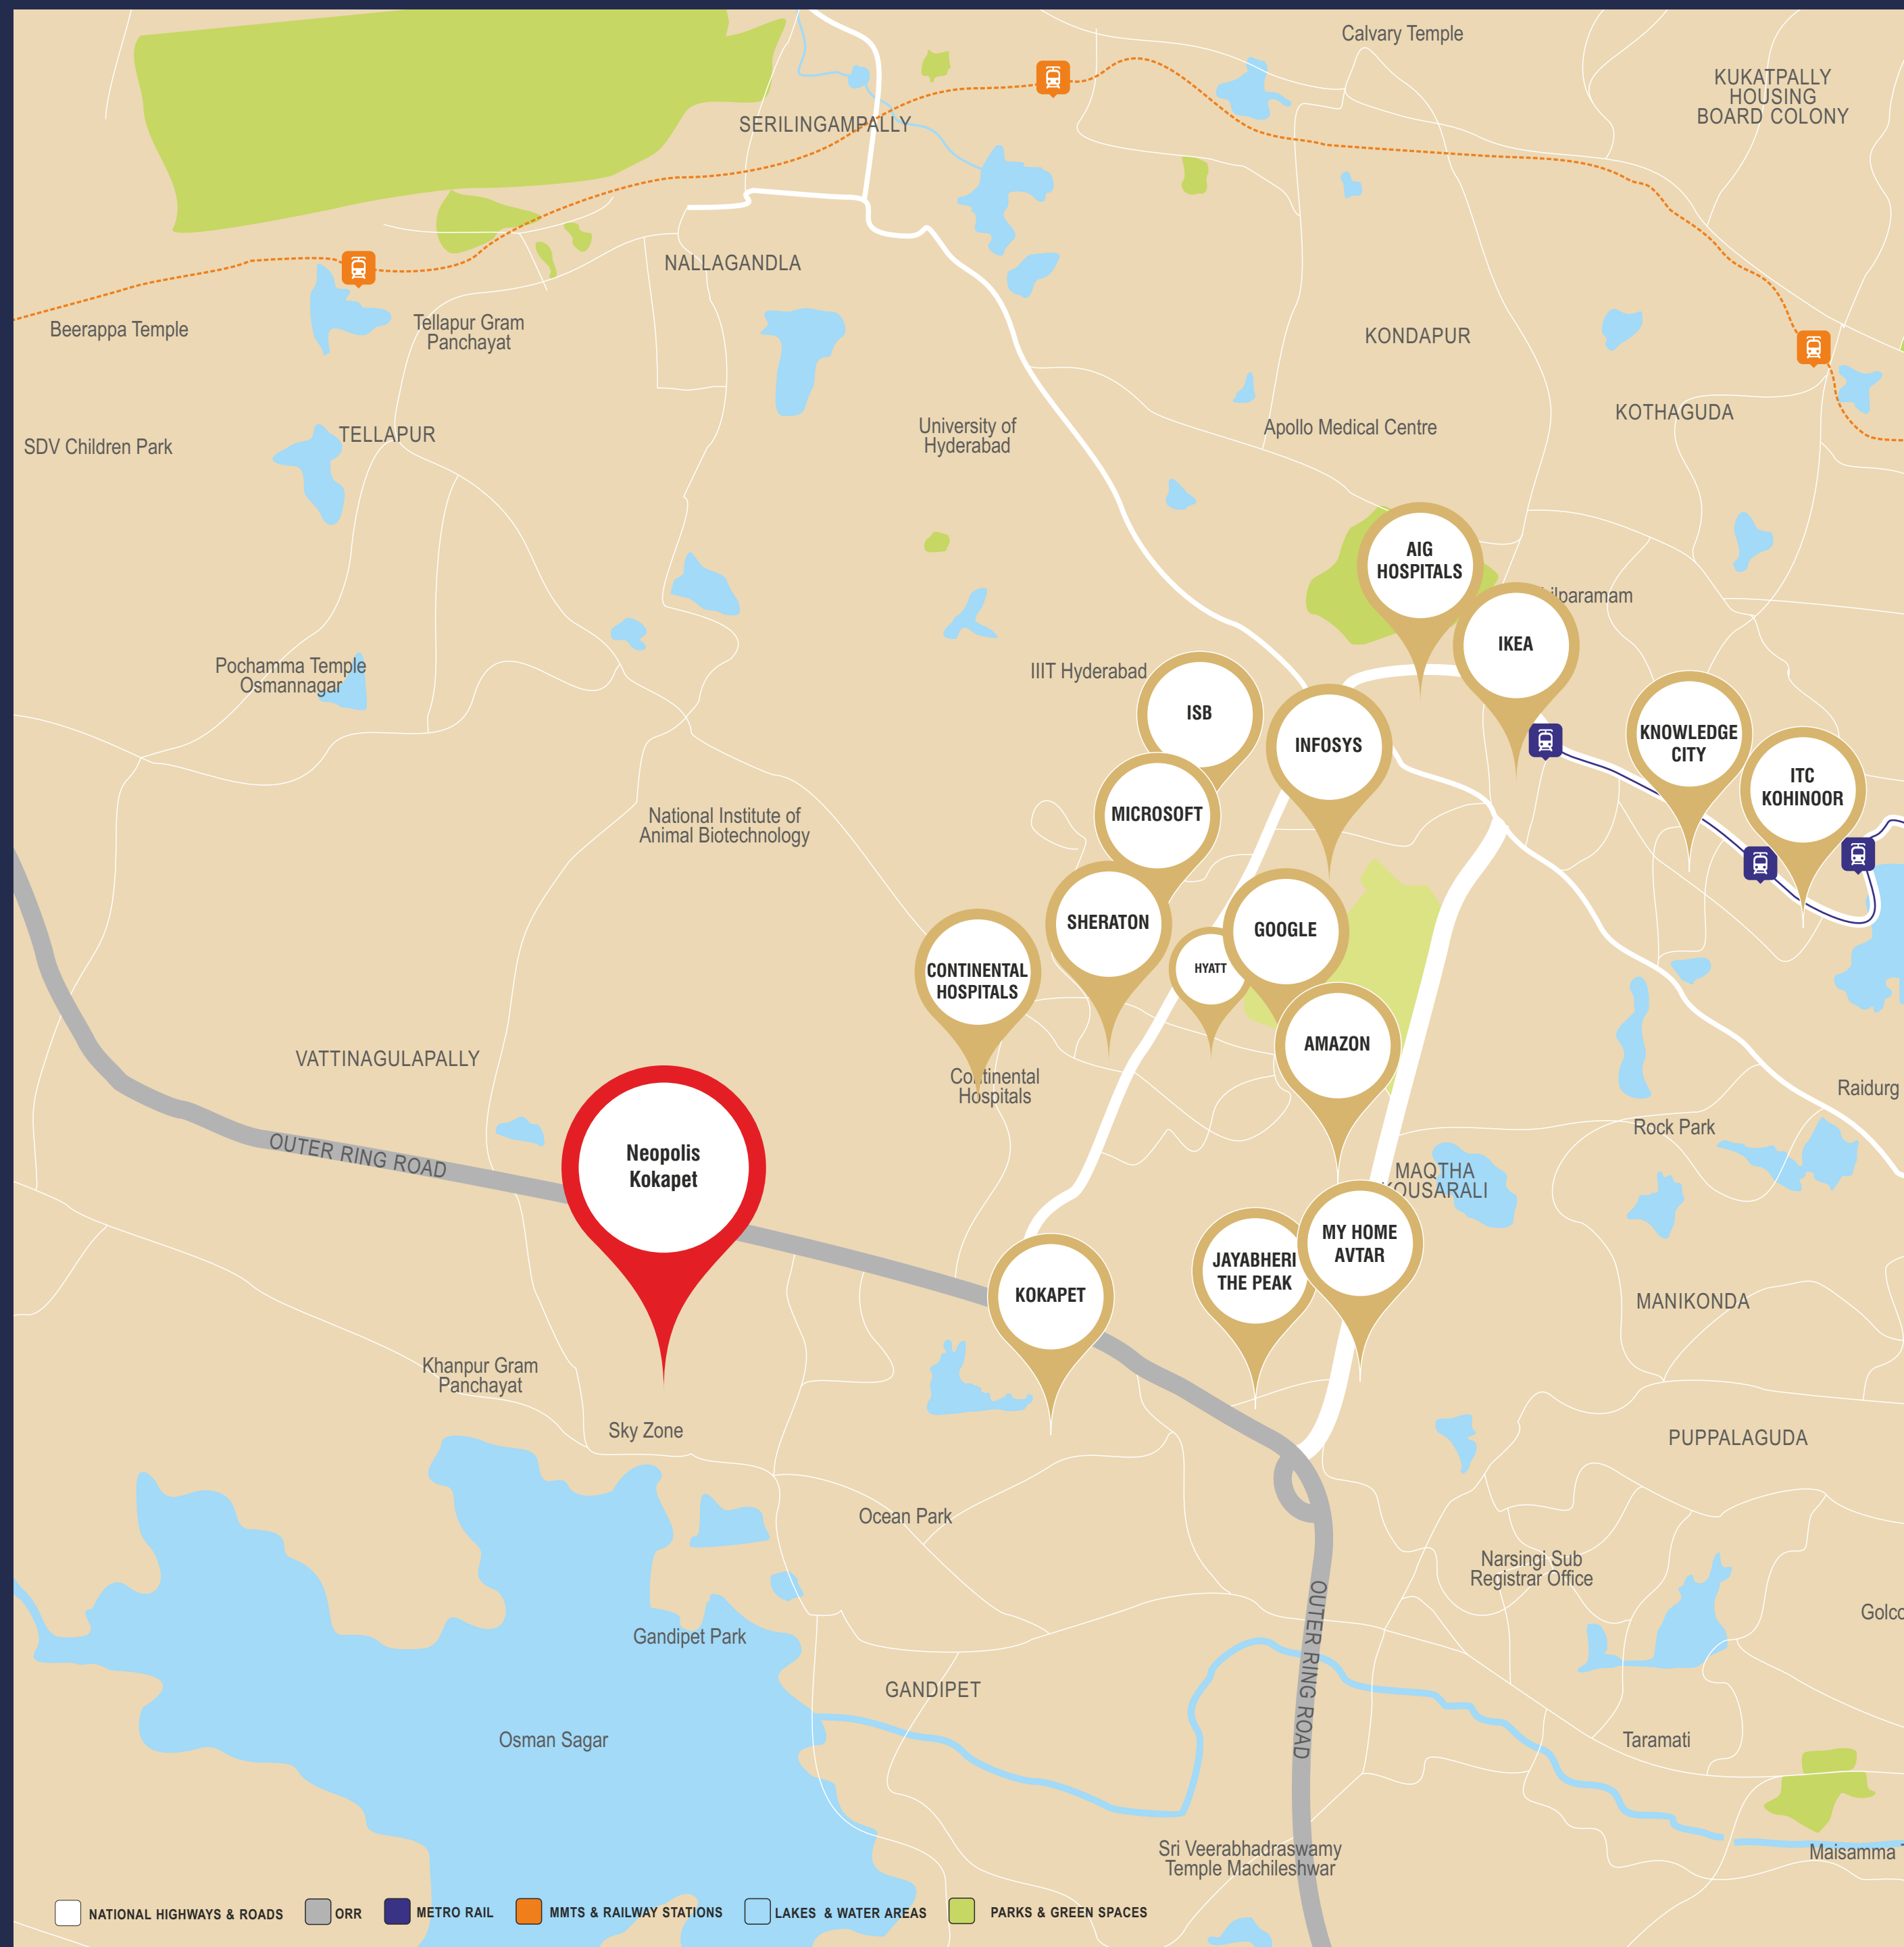 Calvary Temple
KUKATPALLY
HOUSING
BOARD COLONY
SERILINGAMPALLY
NALLAGANDLA
Beerappa Temple
Tellapur Gram
Panchayat
KONDAPUR
KOTHAGUDA
SDV Children Park
TELLAPUR
University of
Hyderabad
Apollo Medical Centre
AIG
HOSPITALS
IKEA
Pochamma Temple
Osmannagar
IIIT Hyderabad
ISB
INFOSYS
KNOWLEDGE
CITY
ITC
KOHINOOR
National Institute of
Animal Biotechnology
MICROSOFT
SHERATON
GOOGLE
HYATT
CONTINENTAL
HOSPITALS
AMAZON
VATTINAGULAPALLY
Continental
Hospitals
Raidurg
Rock Park
OUTER RING ROAD
Neopolis
Kokapet
MAQTHA
KOUSARALI
MY HOME
AVTAR
JAYABHERI
THE PEAK
KOKAPET
MANIKONDA
Khanpur Gram
Panchayat
Sky Zone
PUPPALAGUDA
Ocean Park
Narsingi Sub
Registrar Office
Gandipet Park
OUTER RING ROAD
GANDIPET
Osman Sagar
Taramati
Sri Veerabhadraswamy
Temple Machileshwar
Maisamma
NATIONAL HIGHWAYS & ROADS
ORR
METRO RAIL
MMTS & RAILWAY STATIONS
LAKES & WATER AREAS
PARKS & GREEN SPACES